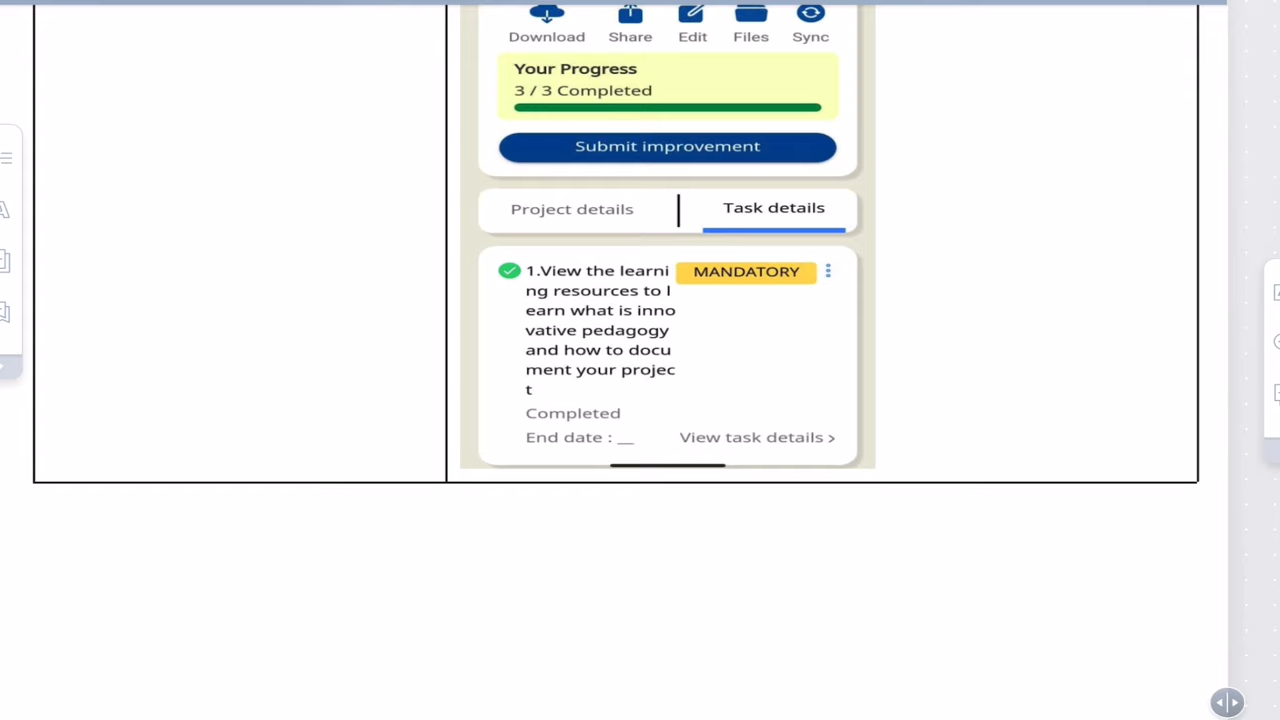 Download Share Edit Files Sync
Your Progress
3 / 3 Completed
Submit improvement
Project details Task details
1.View the learni MANDATORY
ng resources to l
earn what is inno
vative pedagogy
and how to docu
ment your projec
t
Completed
End date : __ View task details >